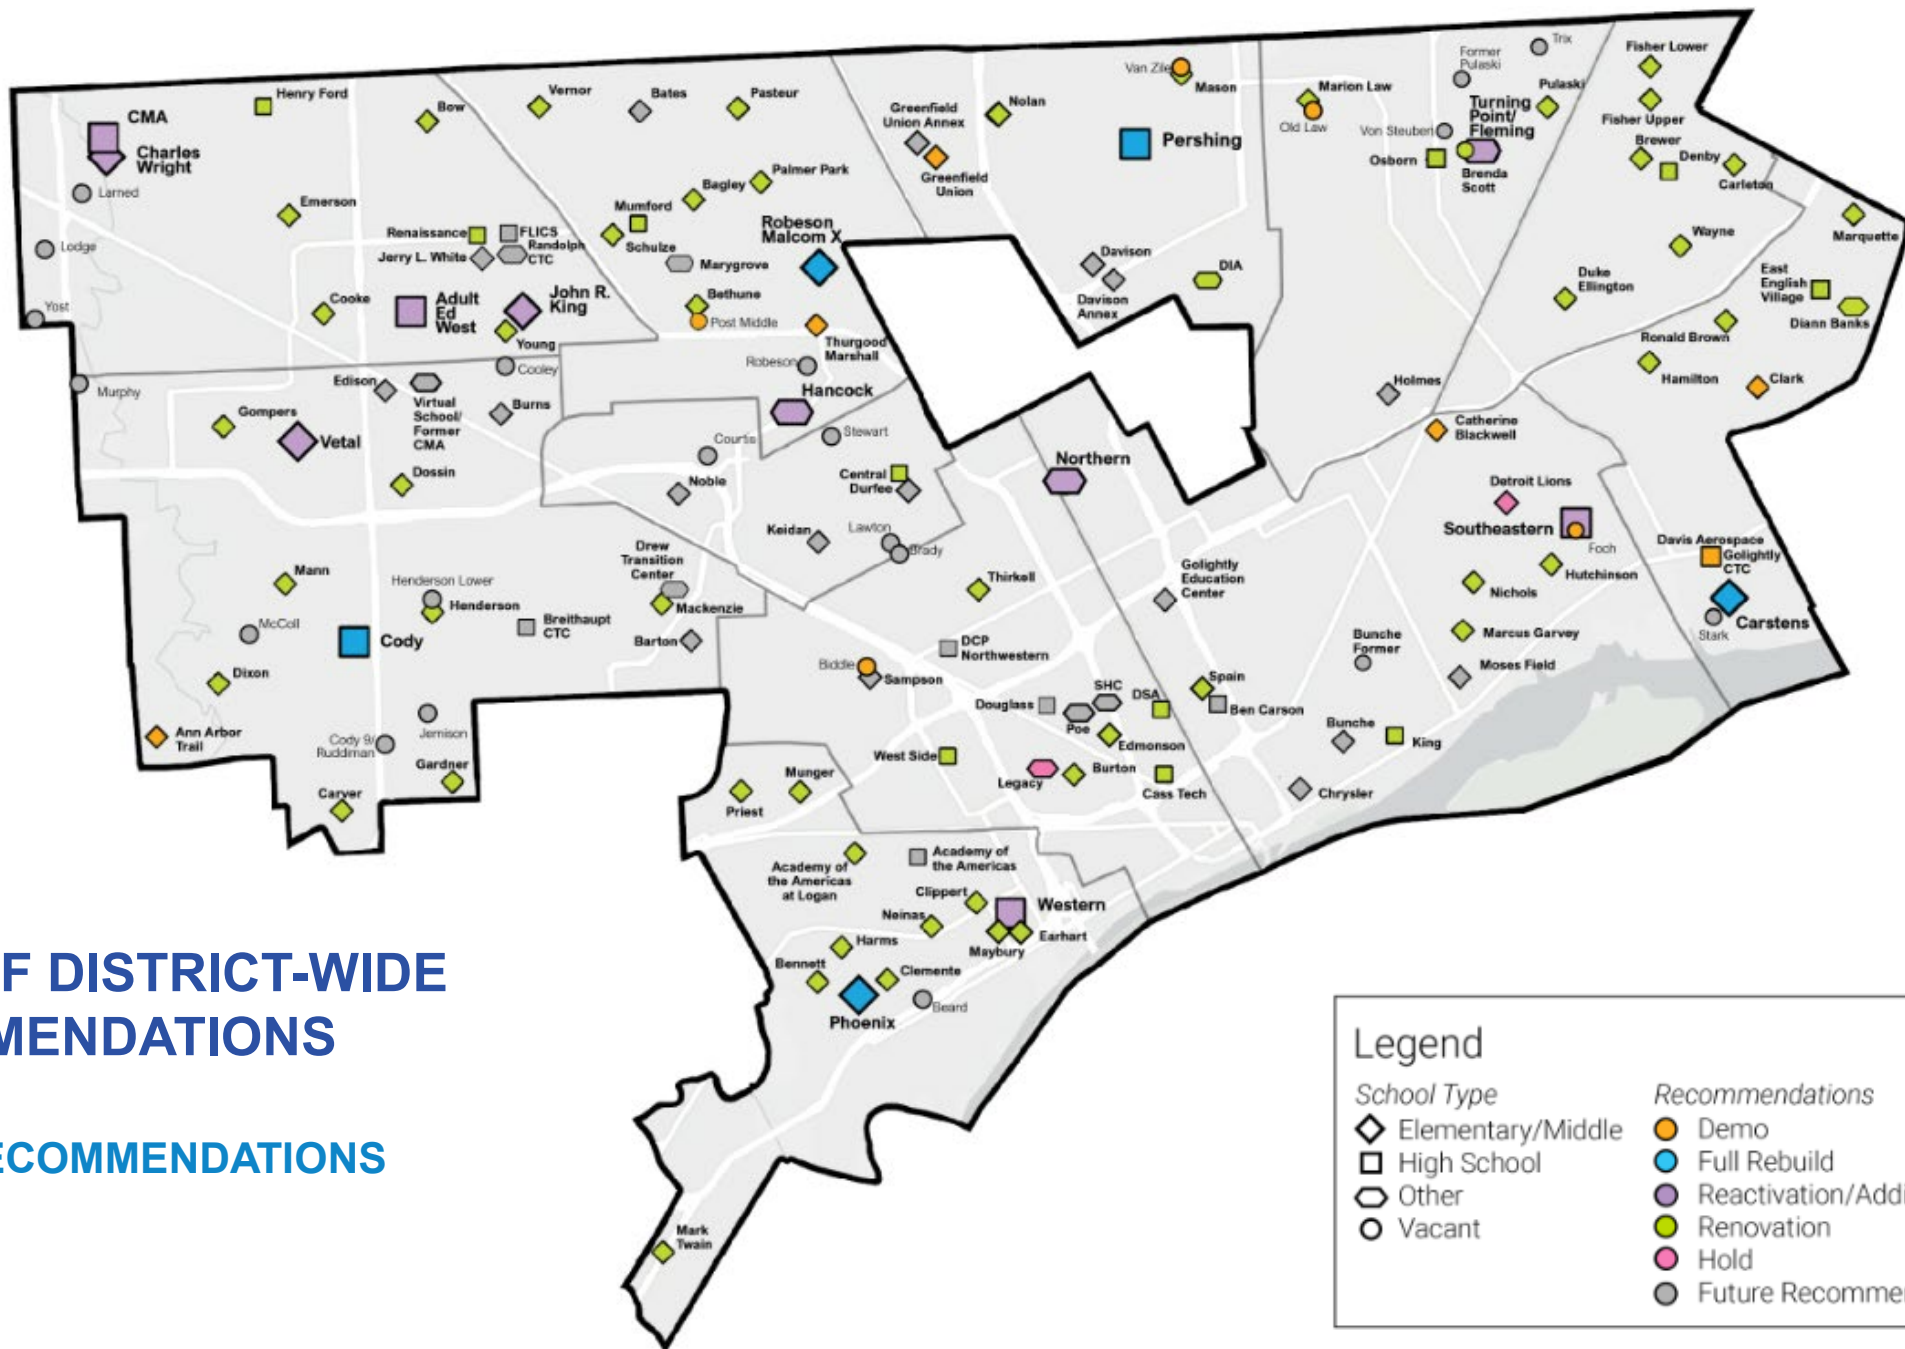 Trix
Former
Pulaski
Fisher Lower
Van Zile
Mason
Marion Law
Pulaski
Henry Ford
Bow
Vernor
Bates
Pasteur
Greenfield
Union Annex
Nolan
Old Law
Turning
Point/
Fleming
Fisher Upper
CMA
Charles
Wright
Von Steuben
Pershing
Brewer
Denby
Osborn
Brenda
Scott
Carleton
Greenfield
Union
Larned
Palmer Park
Bagley
Emerson
Mumford
Robeson
Malcom X
Marquette
Renaissance
FLICS
Randolph
CTC
Schulze
Wayne
Lodge
Jerry L. White
Marygrove
Davison
Davison
Annex
DIA
Duke
Ellington
East
English
Village
Diann Banks
Yost
Cooke
Adult
Ed
West
John R.
King
Young
Bethune
Post Middle
Thurgood
Marshall
Ronald Brown
Hamilton
Clark
Murphy
Edison
Cooley
Robeson
Holmes
Virtual
School/
Former
CMA
Burns
Hancock
Gompers
Vetal
Courtis
Stewart
Catherine
Blackwell
Dossin
Noble
Central
Durfee
Northern
Detroit Lions
Southeastern
Foch
Keidan
Lawton
Brady
Davis Aerospace
Golightly
CTC
Drew
Transition
Center
Mackenzie
Golightly
Education
Center
Mann
Henderson Lower
Henderson
Thirkell
Hutchinson
Nichols
Carstens
Stark
McColl
Cody
Breithaupt
CTC
Barton
DCP
Northwestern
Bunche
Former
Marcus Garvey
Moses Field
Dixon
Biddle
Sampson
Spain
Ben Carson
Douglass
Poe
SHC
DSA
Edmonson
Bunche
King
Ann Arbor
Trail
Cody 9/
Ruddiman
Jemison
Gardner
Carver
West Side
Legacy
Burton
Cass Tech
Chrysler
Priest
Munger
Academy of
the Americas
at Logan
Academy of
the Americas
Clippert
Western
Neinas
Maybury
Earhart
Harms
Bennett
Clemente
Phoenix
Beard
Mark
Twain
F DISTRICT-WIDE
MENDATIONS
ECOMMENDATIONS
Legend
School Type
Elementary/Middle
High School
Other
Vacant
Recommendations
Demo
Full Rebuild
Reactivation/Addi
Renovation
Hold
Future Recomme